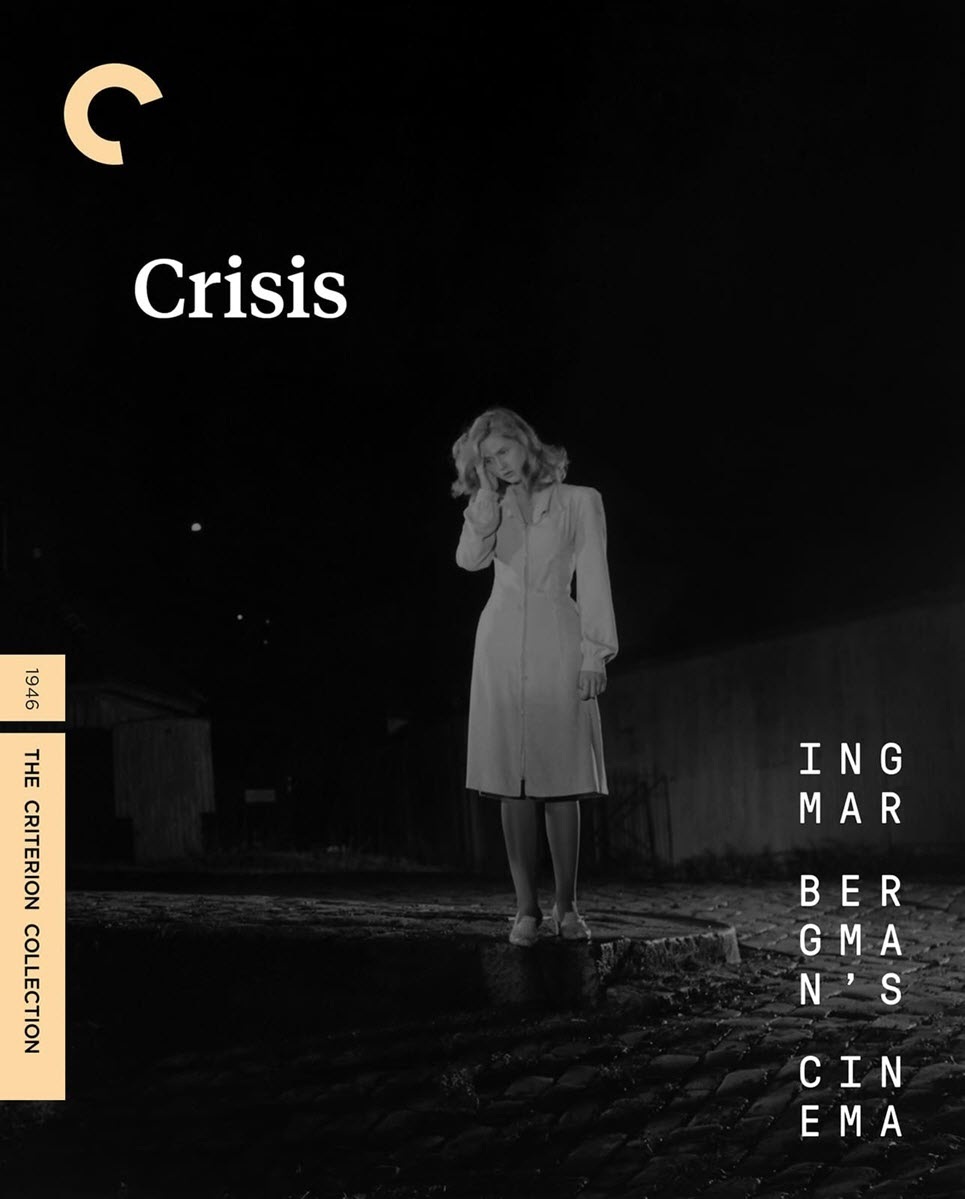 Crisis
1946
THE CRITERION COLLECTION
ING
MAR
BER
GMA
N'S
CIN
EMA